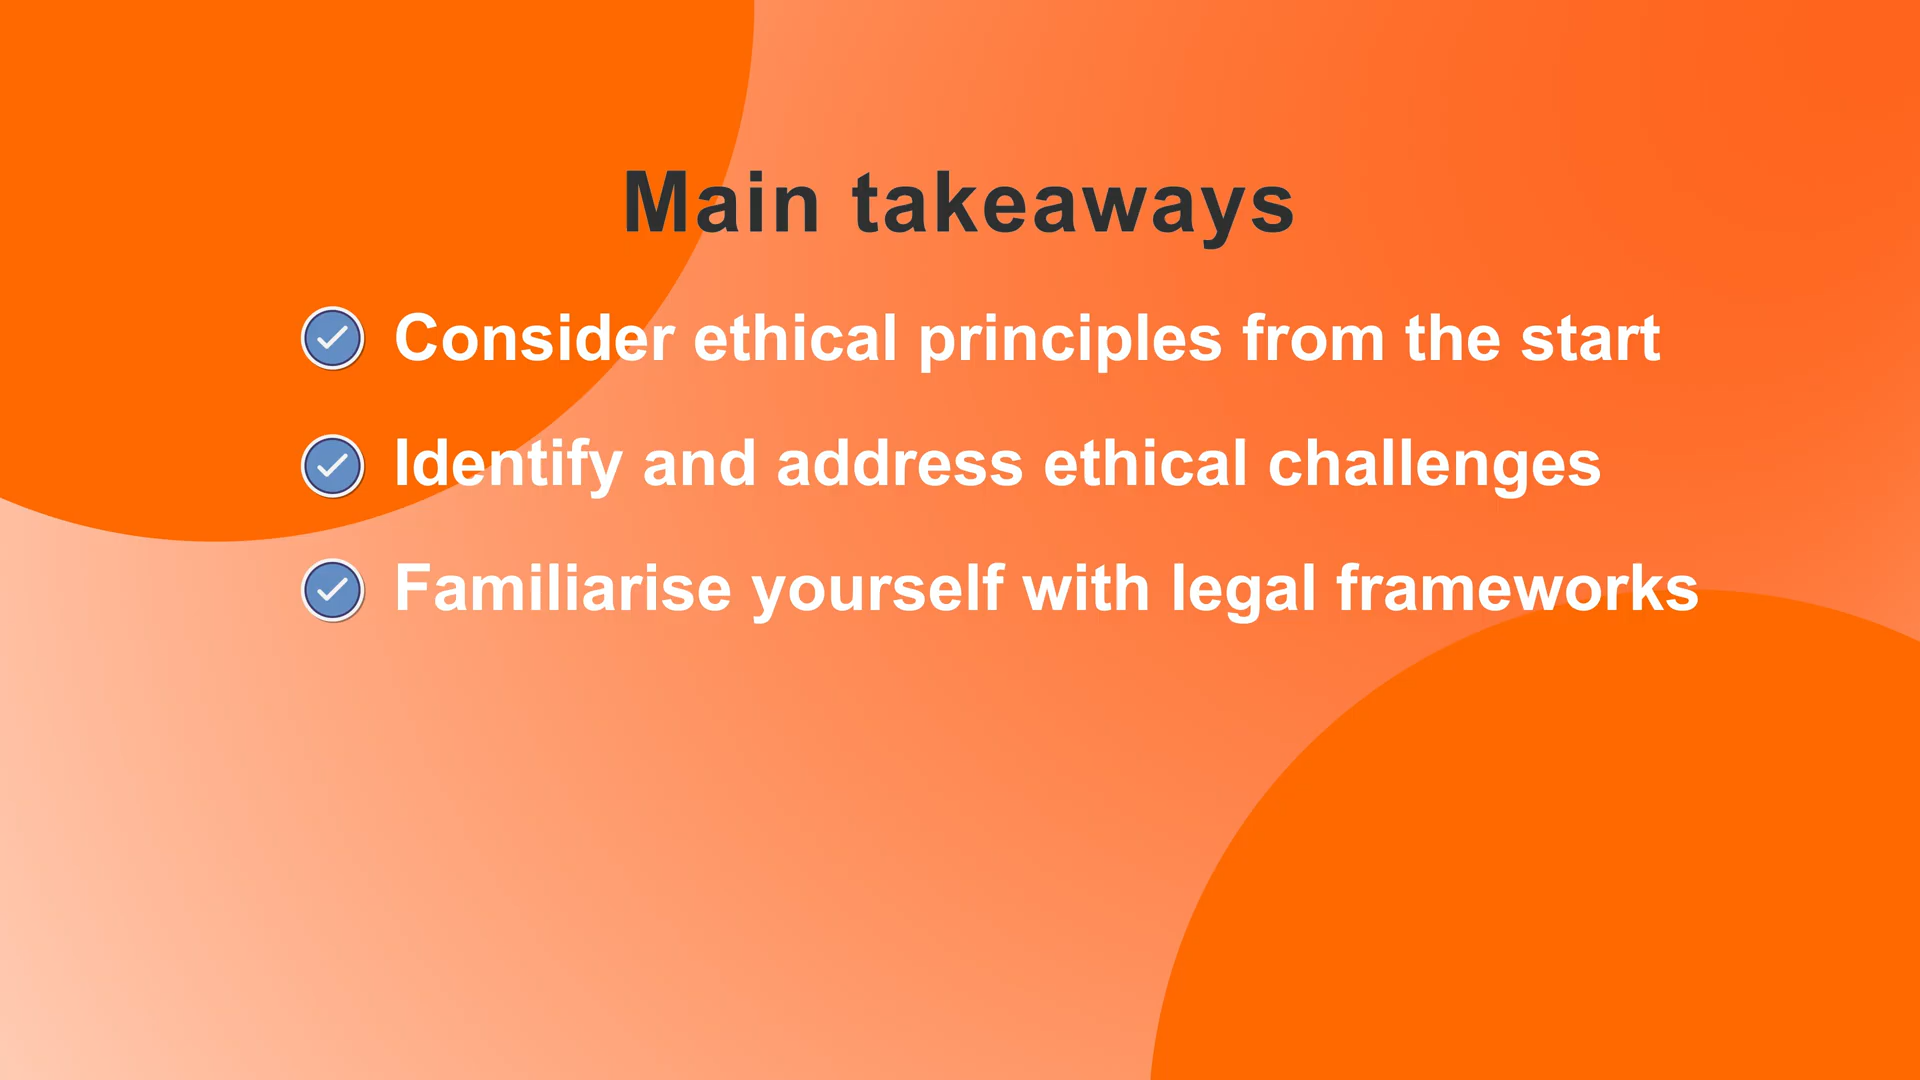 Main takeaways
Consider ethical principles from the start
Identify and address ethical challenges
Familiarise yourself with legal frameworks